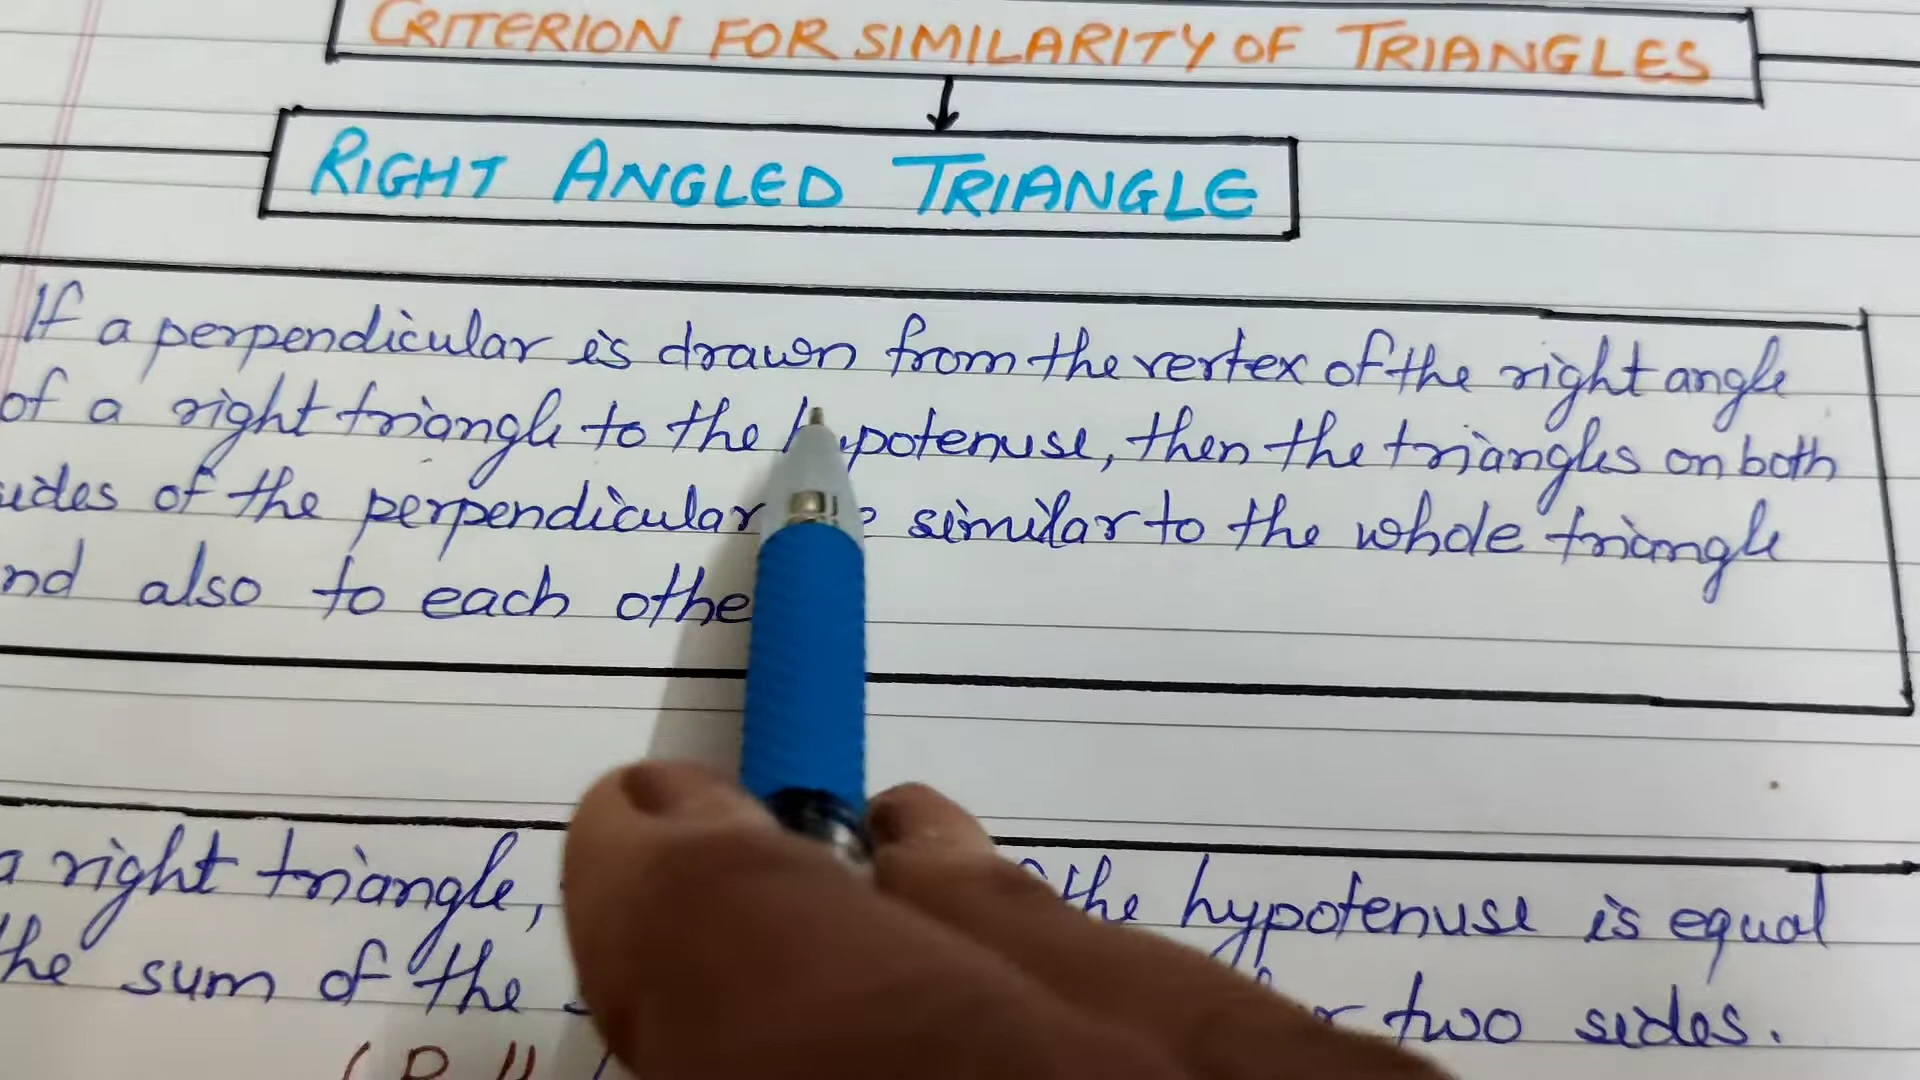 CRITERION FOR SIMILARITY OF TRIANGLES
RIGHT ANGLED TRIANGLE
If a perpendicular is drawn from the vertex of the right angle
of a right triangle to the hypotenuse, then the triangles on both
sides of the perpendicular similar to the whole triangle
nd also to each othe
a right triangle, the hypotenuse is equal
the sum of the two sides.